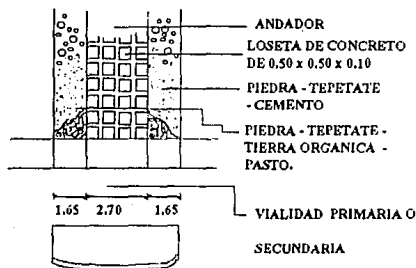 ANDADOR
LOSETA DE CONCRETO
DE 0.50 x 0.50 x 0.10
PIEDRA - TEPETATE
- CEMENTO
PIEDRA - TEPETATE -
TIERRA ORGANICA -
PASTO.
1.65 2.70 1.65
VIALIDAD PRIMARIA O
SECUNDARIA